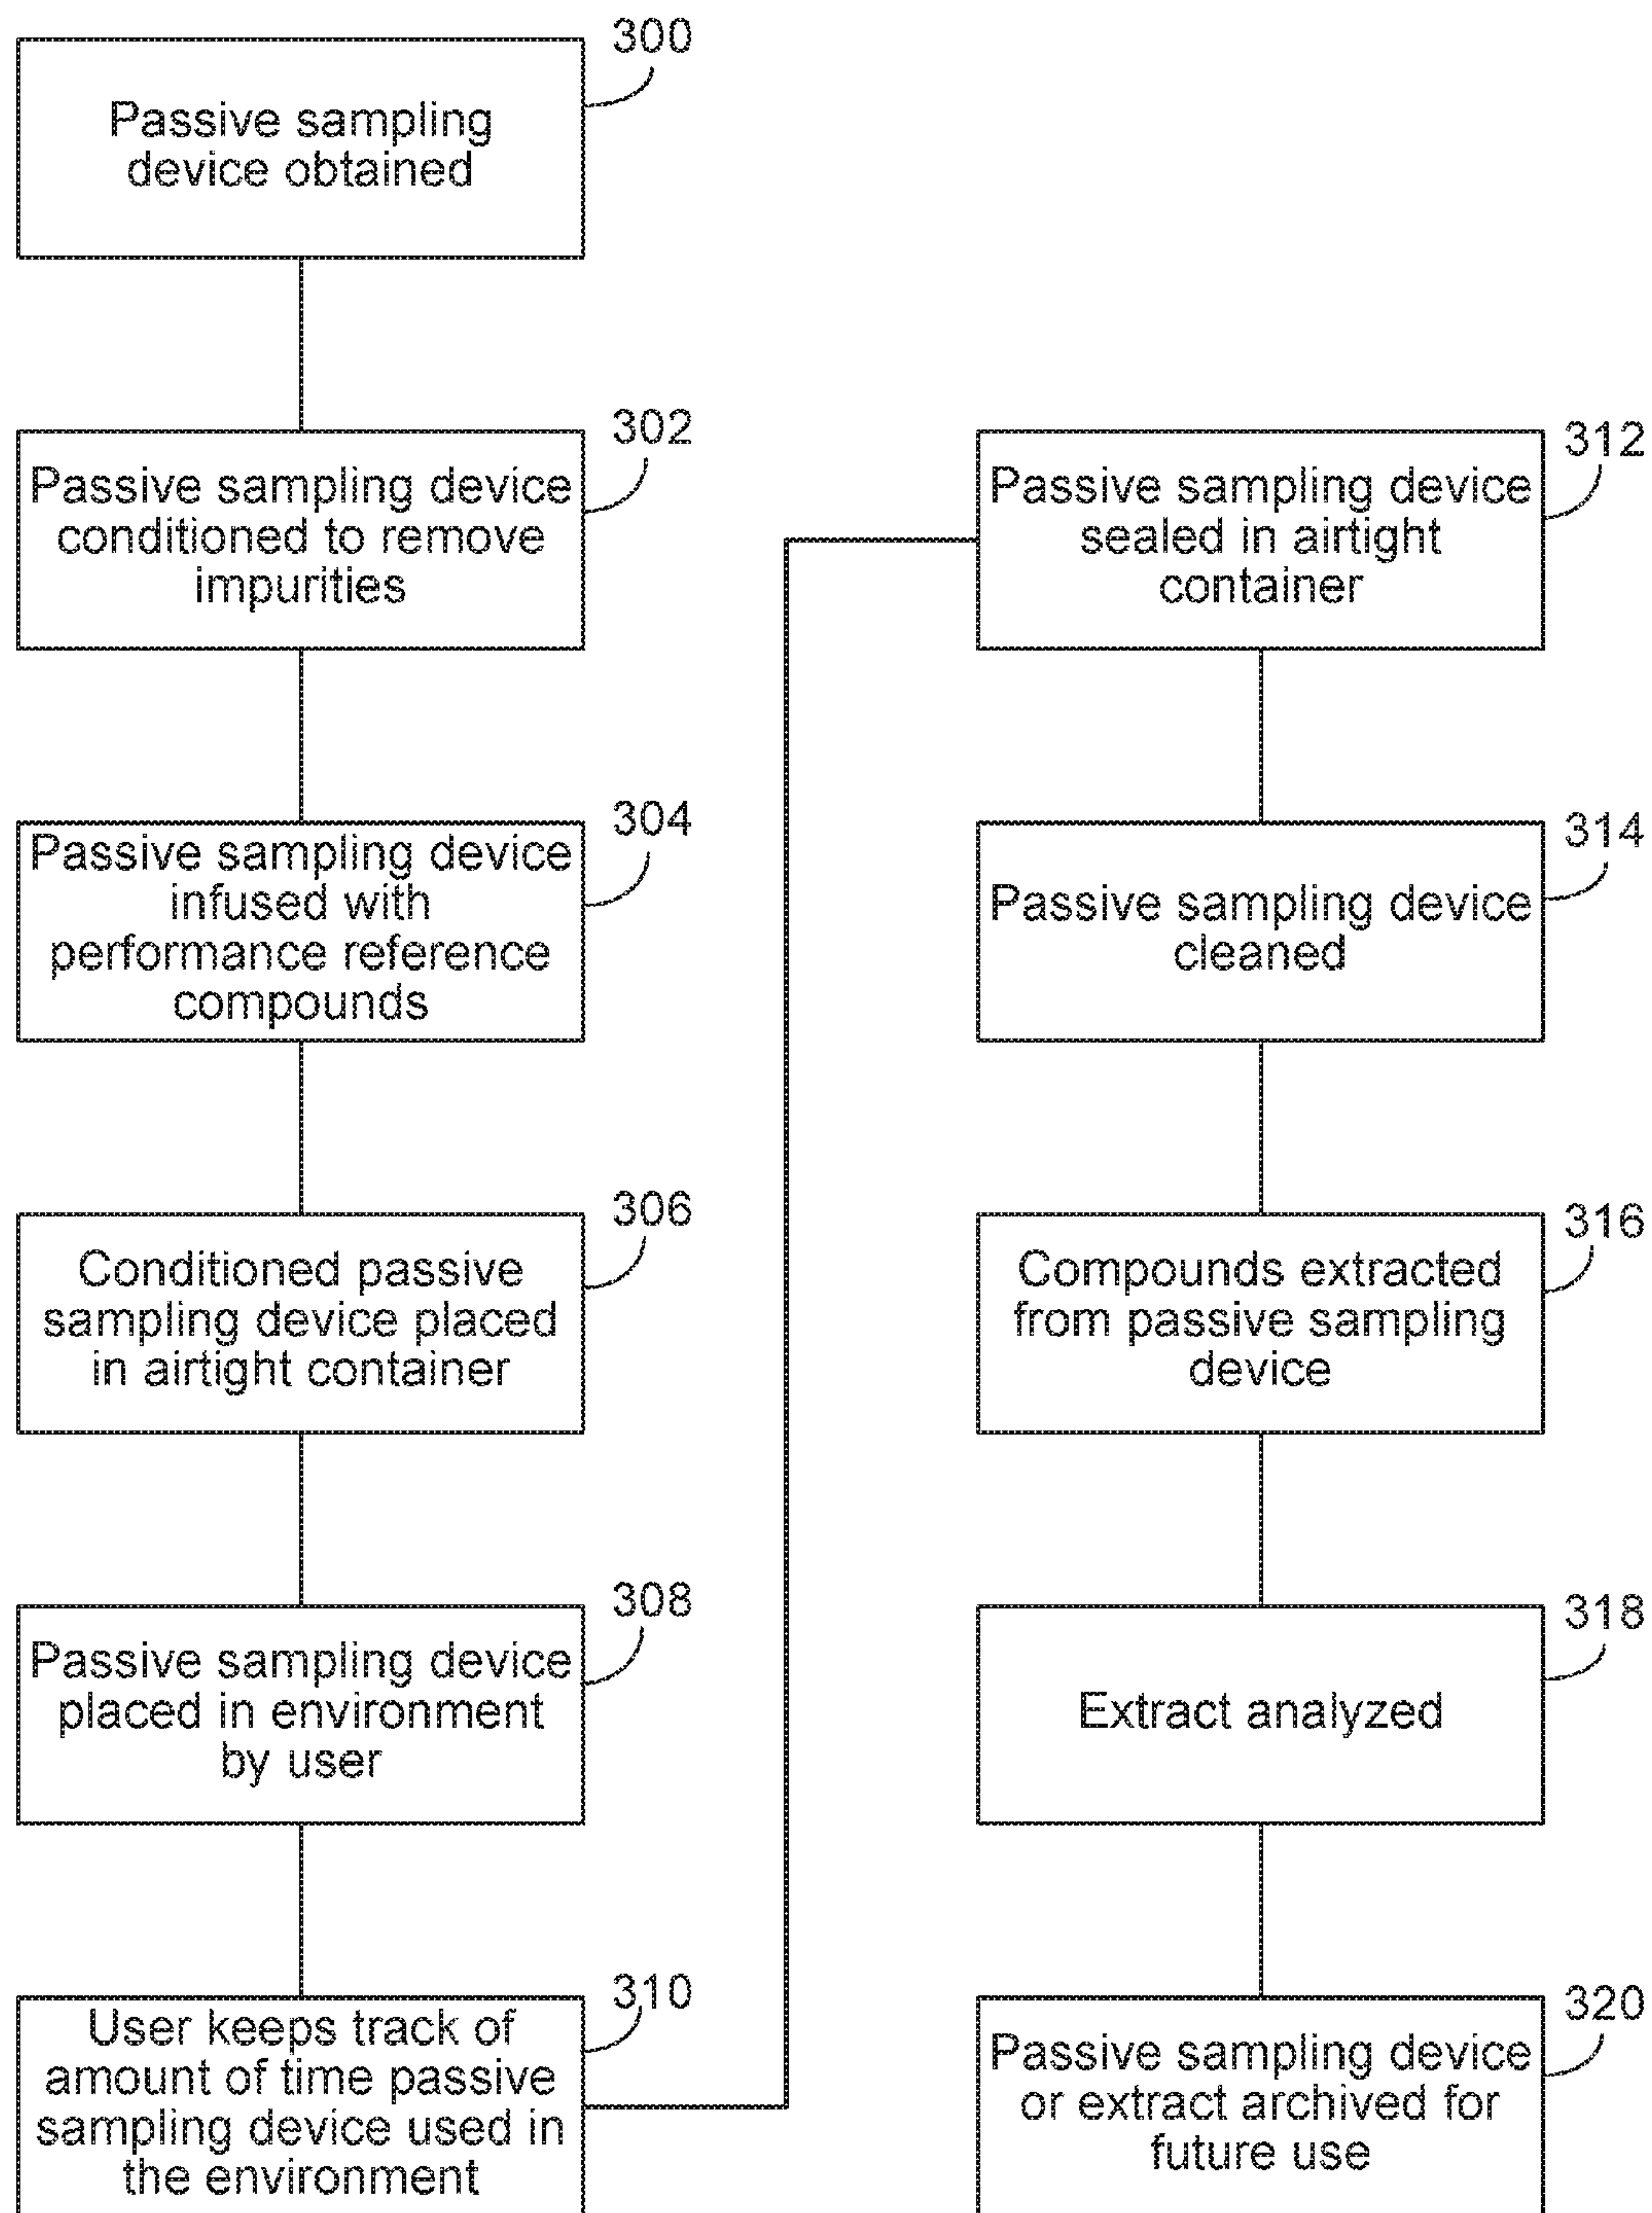 300
Passive sampling
device obtained
302
Passive sampling device
conditioned to remove
impurities
304
Passive sampling device
infused with
performance reference
compounds
306
Conditioned passive
sampling device placed
in airtight container
308
Passive sampling device
placed in environment
by user
310
User keeps track of
amount of time passive
sampling device used in
the environment
312
Passive sampling device
sealed in airtight
container
314
Passive sampling device
cleaned
316
Compounds extracted
from passive sampling
device
318
Extract analyzed
320
Passive sampling device
or extract archived for
future use